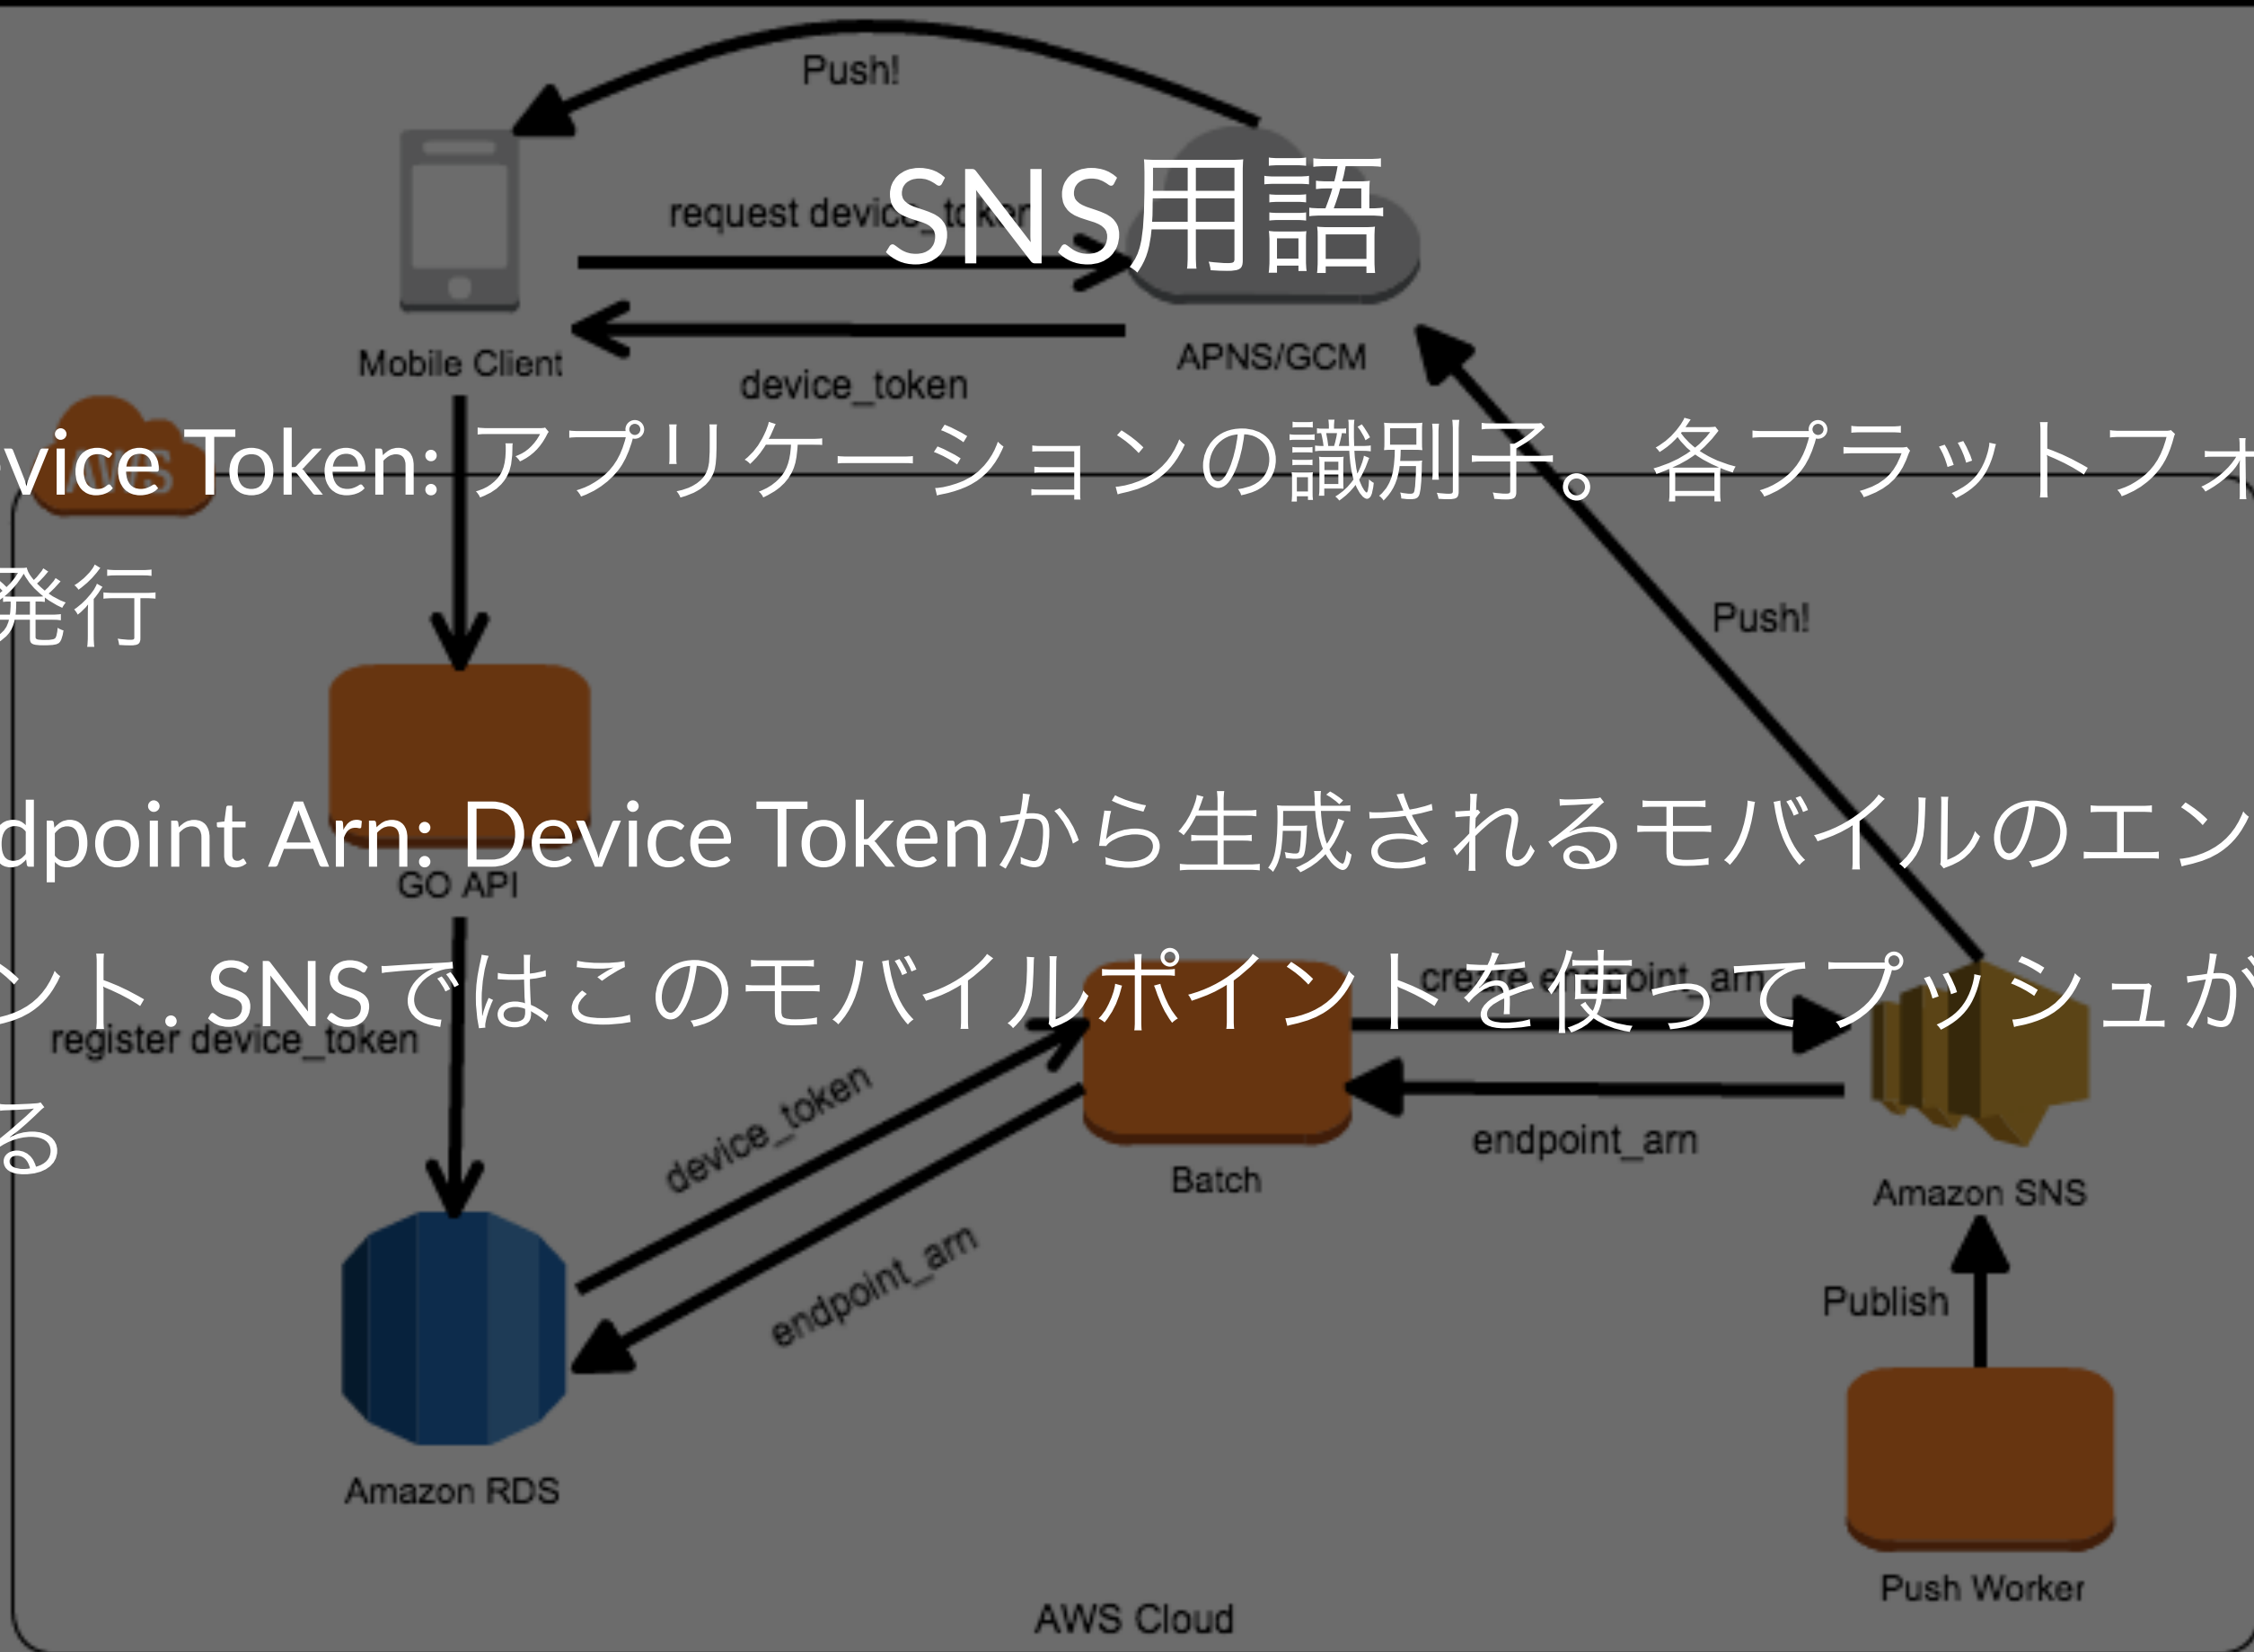 Push!
SNS用語
request device_token
Mobile Client
APNS/GCM
device_token
AWS
vice Token: アプリケーションの識別子。各プラットフォ
発行
Push!
dpoint Arn: Device Tokenから生成されるモバイルのエン
GO API
ント. SNSではこのモバイルポイントを使ってプッシュが
create endpoint_arn
register device_token
device_token
endpoint_arn
る
Batch
Amazon SNS
endpoint_arn
Publish
Amazon RDS
Push Worker
AWS Cloud